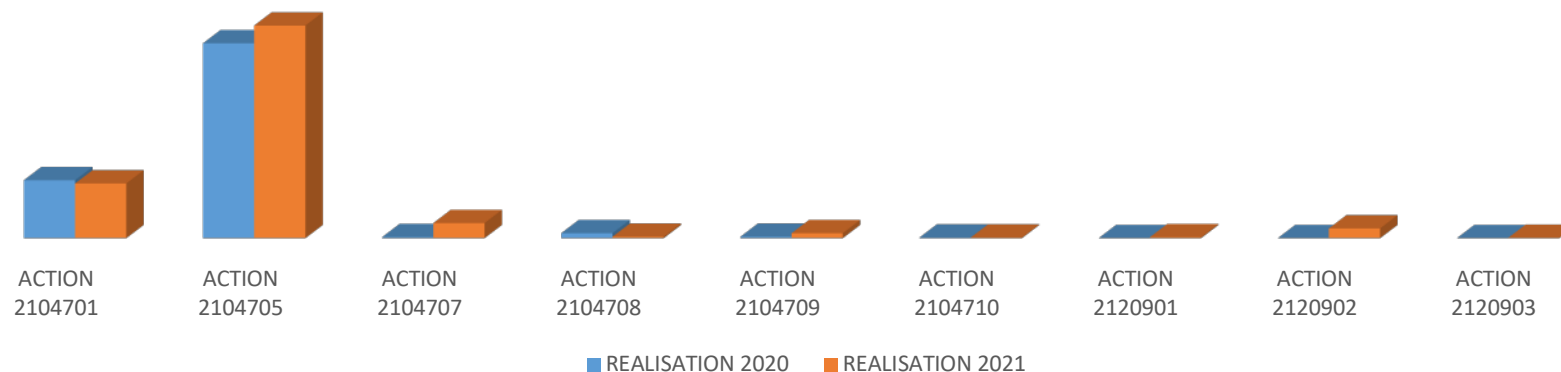 ACTION 2104701
ACTION 2104705
ACTION 2104707
ACTION 2104708
ACTION 2104709
ACTION 2104710
ACTION 2120901
ACTION 2120902
ACTION 2120903
REALISATION 2020
REALISATION 2021